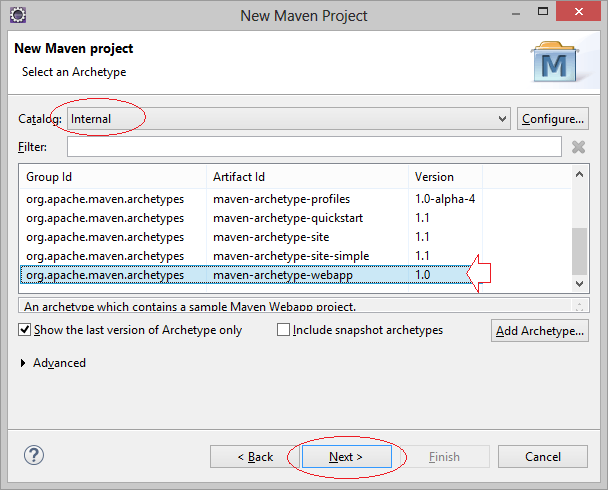 New Maven Project
New Maven project
Select an Archetype
M
Catalog: Internal Configure...
Filter:
Group Id Artifact Id Version
org.apache.maven.archetypes maven-archetype-profiles 1.0-alpha-4
org.apache.maven.archetypes maven-archetype-quickstart 1.1
org.apache.maven.archetypes maven-archetype-site 1.1
org.apache.maven.archetypes maven-archetype-site-simple 1.1
org.apache.maven.archetypes maven-archetype-webapp 1.0
An archetype which contains a sample Maven Webapp project.
Show the last version of Archetype only Include snapshot archetypes Add Archetype...
Advanced
? < Back Next > Finish Cancel